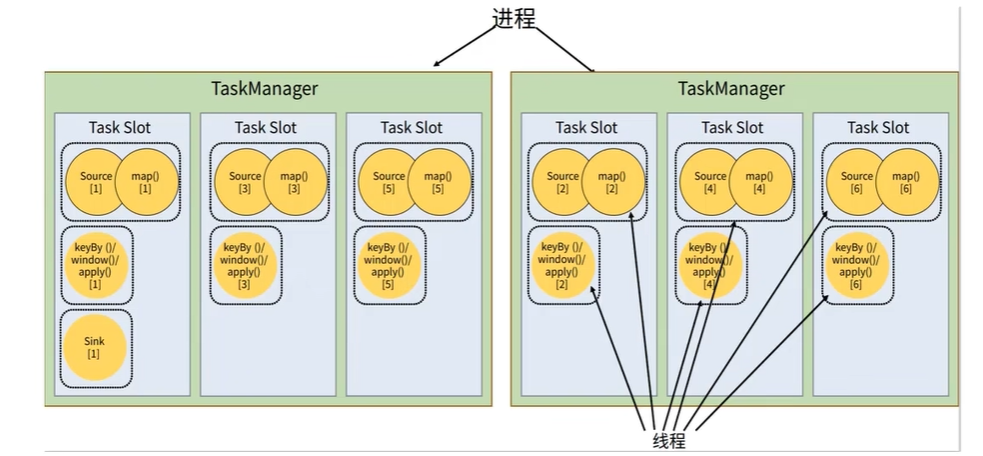 进程
TaskManager
Task Slot
Source
[1]
map()
[1]
keyBy ()/
window()/
apply()
[1]
Sink
[1]
Task Slot
Source
[3]
map()
[3]
keyBy ()/
window()/
apply()
[3]
Task Slot
Source
[5]
map()
[5]
keyBy ()/
window()/
apply()
[5]
TaskManager
Task Slot
Source
[2]
map()
[2]
keyBy ()/
window()/
apply()
[2]
Task Slot
Source
[4]
map()
[4]
keyBy ()/
window()/
apply()
[4]
Task Slot
Source
[6]
map()
[6]
keyBy ()/
window()/
apply()
[6]
线程